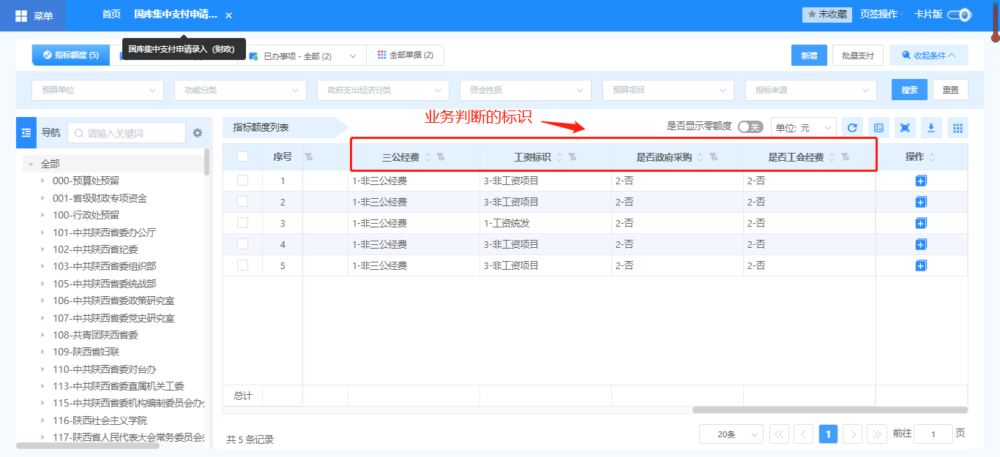 菜单 首页 国库集中支付申请... × 未收藏 页签操作 卡片版
国库集中支付申请录入（财政）
指标额度 (5) 已办事项 - 全部 (2) 全部单据 (2) 新增 批量支付 收起条件
预算单位 功能分类 政府支出经济分类 资金性质 预算项目 指标来源 搜索 重置
业务判断的标识
导航 请输入关键词 指标额度列表 是否显示零额度 关 单位: 元
序号 三公经费 工资标识 是否政府采购 是否工会经费 操作
1 1-非三公经费 3-非工资项目 2-否 2-否
2 1-非三公经费 3-非工资项目 2-否 2-否
3 1-非三公经费 1-工资统发 2-否 2-否
4 1-非三公经费 3-非工资项目 2-否 2-否
5 1-非三公经费 3-非工资项目 2-否 2-否
总计
共 5 条记录 20条 1 前往 1 页
全部
000-预算处预留
001-省级财政专项资金
100-行政处预留
101-中共陕西省委办公厅
102-中共陕西省纪委
103-中共陕西省委组织部
105-中共陕西省委统战部
106-中共陕西省委政策研究室
107-中共陕西省委党史研究室
108-共青团陕西省委
109-陕西省妇联
110-中共陕西省委对台办
113-中共陕西省委直属机关工委
115-中共陕西省委机构编制委员会办
116-陕西社会主义学院
117-陕西省人民代表大会常务委员会